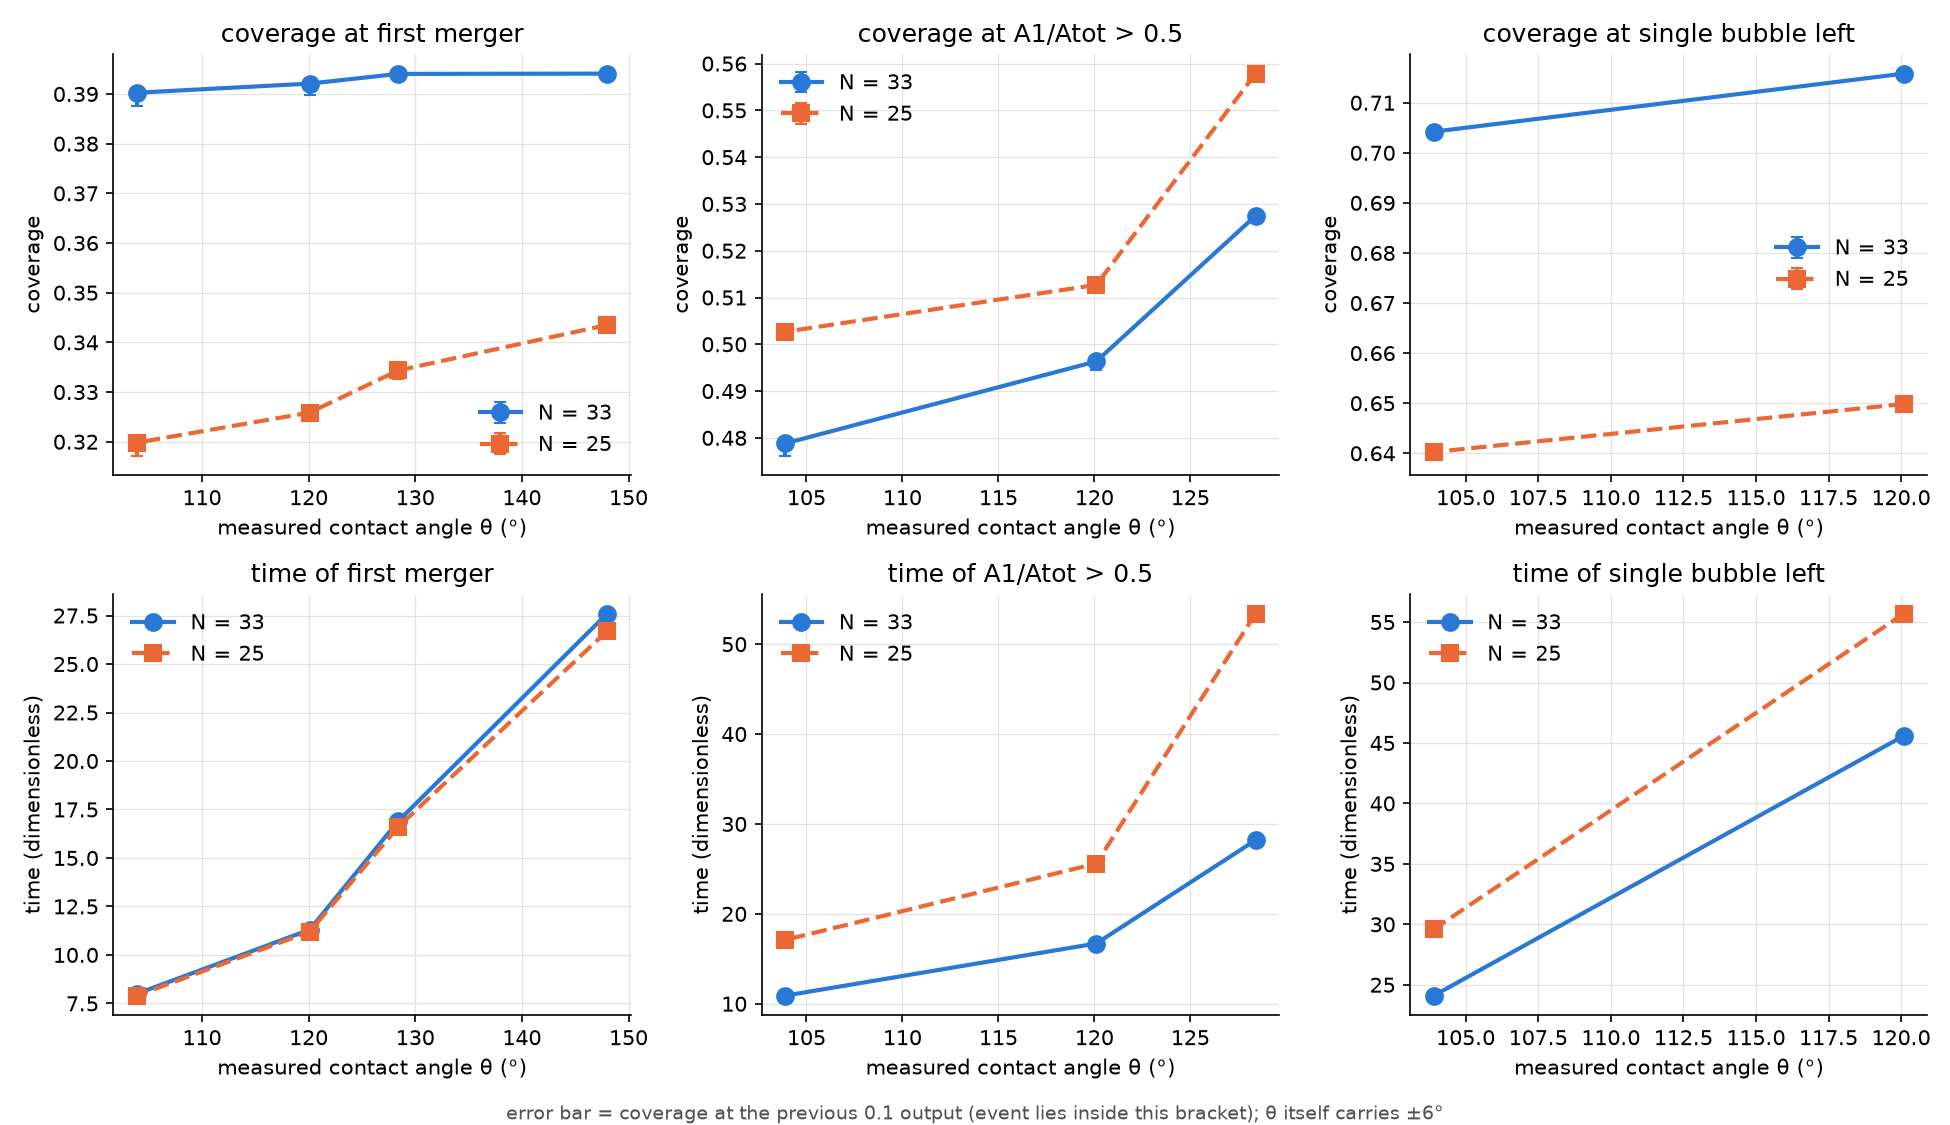 coverage at first merger
coverage
0.39
0.38
0.37
0.36
0.35
0.34
0.33
0.32
N = 33
N = 25
110 120 130 140 150
measured contact angle θ (°)
coverage at A1/Atot > 0.5
coverage
0.56
0.55
0.54
0.53
0.52
0.51
0.50
0.49
0.48
N = 33
N = 25
105 110 115 120 125
measured contact angle θ (°)
coverage at single bubble left
coverage
0.71
0.70
0.69
0.68
0.67
0.66
0.65
0.64
N = 33
N = 25
105.0 107.5 110.0 112.5 115.0 117.5 120.0
measured contact angle θ (°)
time of first merger
time (dimensionless)
27.5
25.0
22.5
20.0
17.5
15.0
12.5
10.0
7.5
N = 33
N = 25
110 120 130 140 150
measured contact angle θ (°)
time of A1/Atot > 0.5
time (dimensionless)
50
40
30
20
10
N = 33
N = 25
105 110 115 120 125
measured contact angle θ (°)
time of single bubble left
time (dimensionless)
55
50
45
40
35
30
25
N = 33
N = 25
105.0 107.5 110.0 112.5 115.0 117.5 120.0
measured contact angle θ (°)
error bar = coverage at the previous 0.1 output (event lies inside this bracket); θ itself carries ±6°